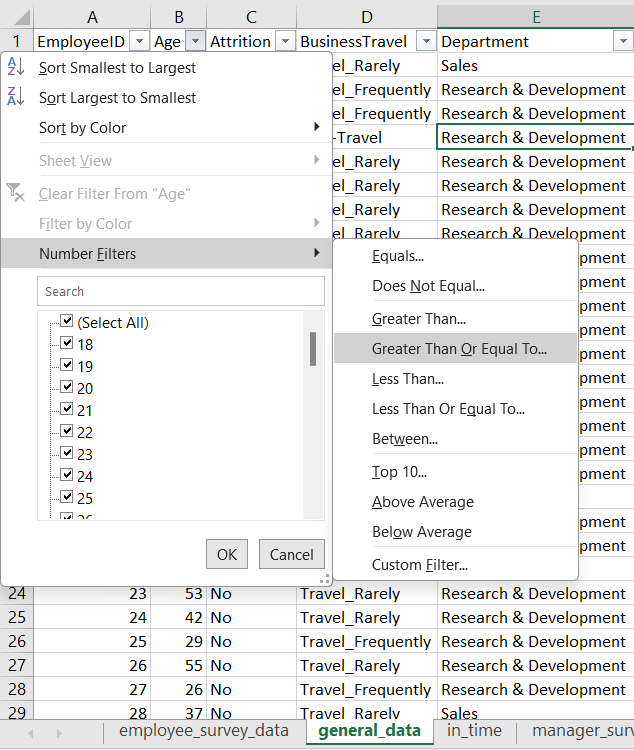 A B C D E
1 EmployeeID Age Attrition BusinessTravel Department
Sort Smallest to Largest
Sort Largest to Smallest
Sort by Color
Sheet View
Clear Filter From "Age"
Filter by Color
Number Filters
Search
(Select All)
18
19
20
21
22
23
24
25
26
OK Cancel
Equals...
Does Not Equal...
Greater Than...
Greater Than Or Equal To...
Less Than...
Less Than Or Equal To...
Between...
Top 10...
Above Average
Below Average
Custom Filter...
el_Rarely Sales
el_Frequently Research & Development
el_Frequently Research & Development
-Travel Research & Development
el_Rarely Research & Development
el_Rarely Research & Development
el_Rarely Research & Development
el_Rarely Research & Development
pment
pment
pment
pment
pment
pment
pment
pment
pment
pment
pment
pment
24 23 53 No Travel_Rarely Research & Development
25 24 42 No Travel_Rarely Research & Development
26 25 29 No Travel_Frequently Research & Development
27 26 55 No Travel_Rarely Research & Development
28 27 26 No Travel_Frequently Research & Development
29 28 37 No Travel_Rarely Sales
employee_survey_data general_data in_time manager_surv